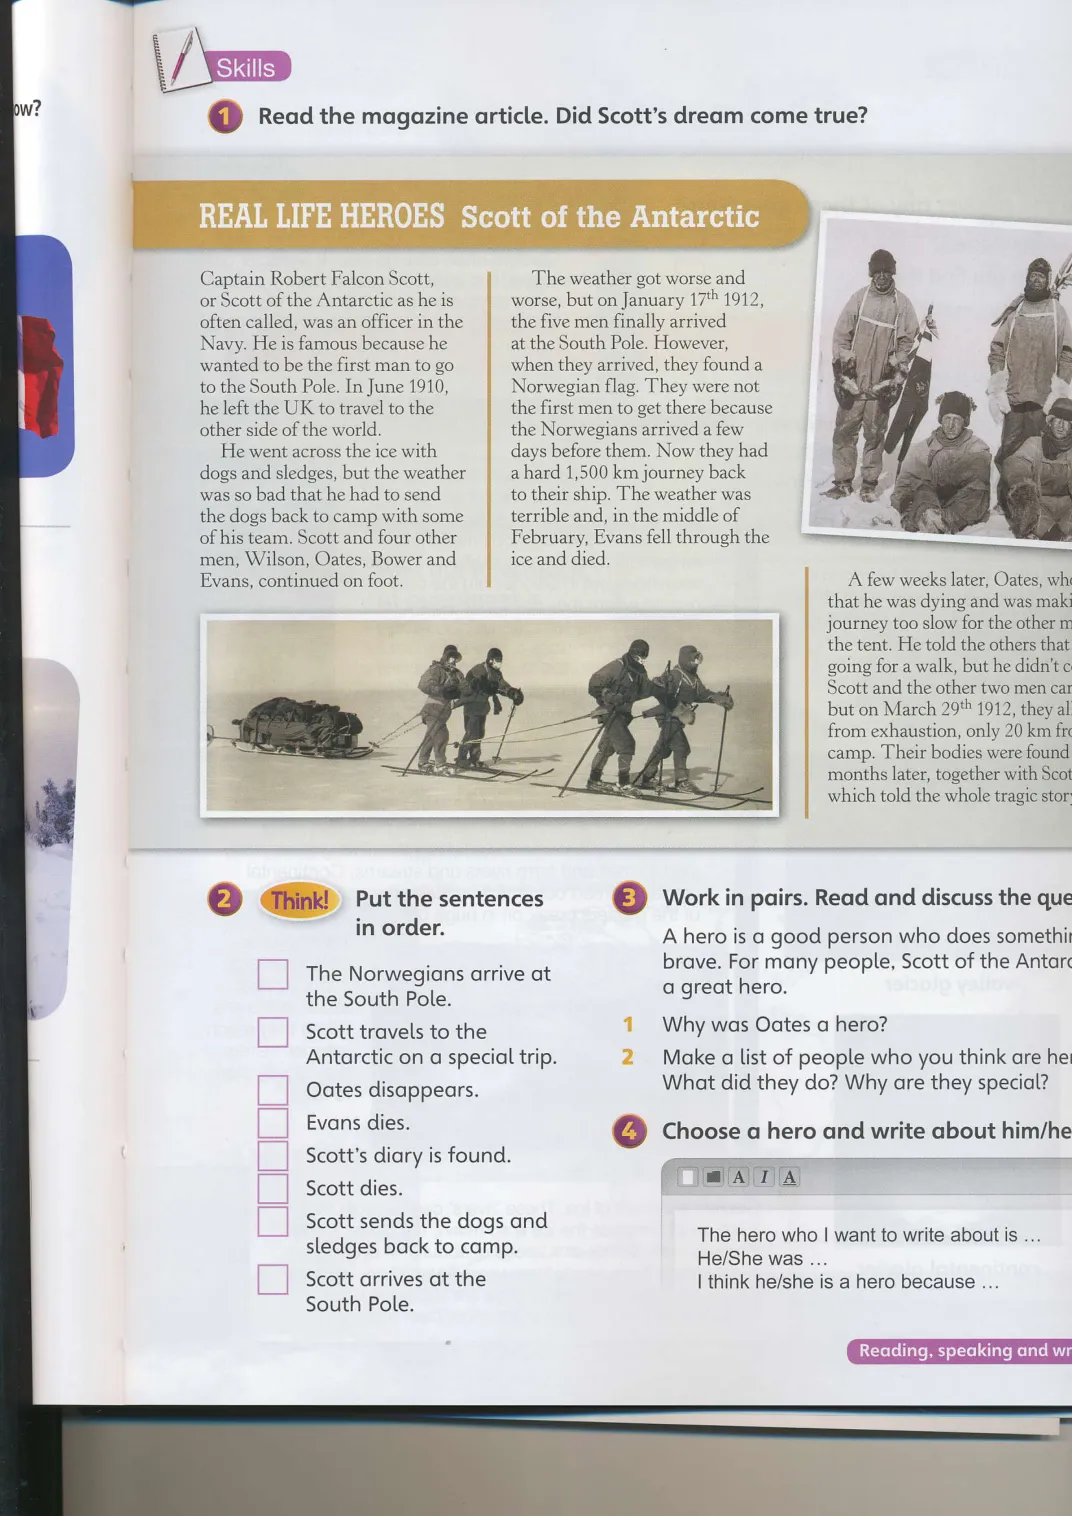 ow?
Skills
1 Read the magazine article. Did Scott's dream come true?
REAL LIFE HEROES Scott of the Antarctic
Captain Robert Falcon Scott,
or Scott of the Antarctic as he is
often called, was an officer in the
Navy. He is famous because he
wanted to be the first man to go
to the South Pole. In June 1910,
he left the UK to travel to the
other side of the world.
He went across the ice with
dogs and sledges, but the weather
was so bad that he had to send
the dogs back to camp with some
of his team. Scott and four other
men, Wilson, Oates, Bower and
Evans, continued on foot.
The weather got worse and
worse, but on January 17th 1912,
the five men finally arrived
at the South Pole. However,
when they arrived, they found a
Norwegian flag. They were not
the first men to get there because
the Norwegians arrived a few
days before them. Now they had
a hard 1,500 km journey back
to their ship. The weather was
terrible and, in the middle of
February, Evans fell through the
ice and died.
A few weeks later, Oates, who
that he was dying and was maki
journey too slow for the other m
the tent. He told the others that
going for a walk, but he didn't c
Scott and the other two men car
but on March 29th 1912, they al
from exhaustion, only 20 km fro
camp. Their bodies were found
months later, together with Scot
which told the whole tragic story
2 Think! Put the sentences
in order.
The Norwegians arrive at
the South Pole.
Scott travels to the
Antarctic on a special trip.
Oates disappears.
Evans dies.
Scott's diary is found.
Scott dies.
Scott sends the dogs and
sledges back to camp.
Scott arrives at the
South Pole.
3 Work in pairs. Read and discuss the que
A hero is a good person who does somethin
brave. For many people, Scott of the Antarc
a great hero.
1 Why was Oates a hero?
2 Make a list of people who you think are her
What did they do? Why are they special?
4 Choose a hero and write about him/he
A I A
The hero who I want to write about is ...
He/She was ...
I think he/she is a hero because ...
Reading, speaking and wr